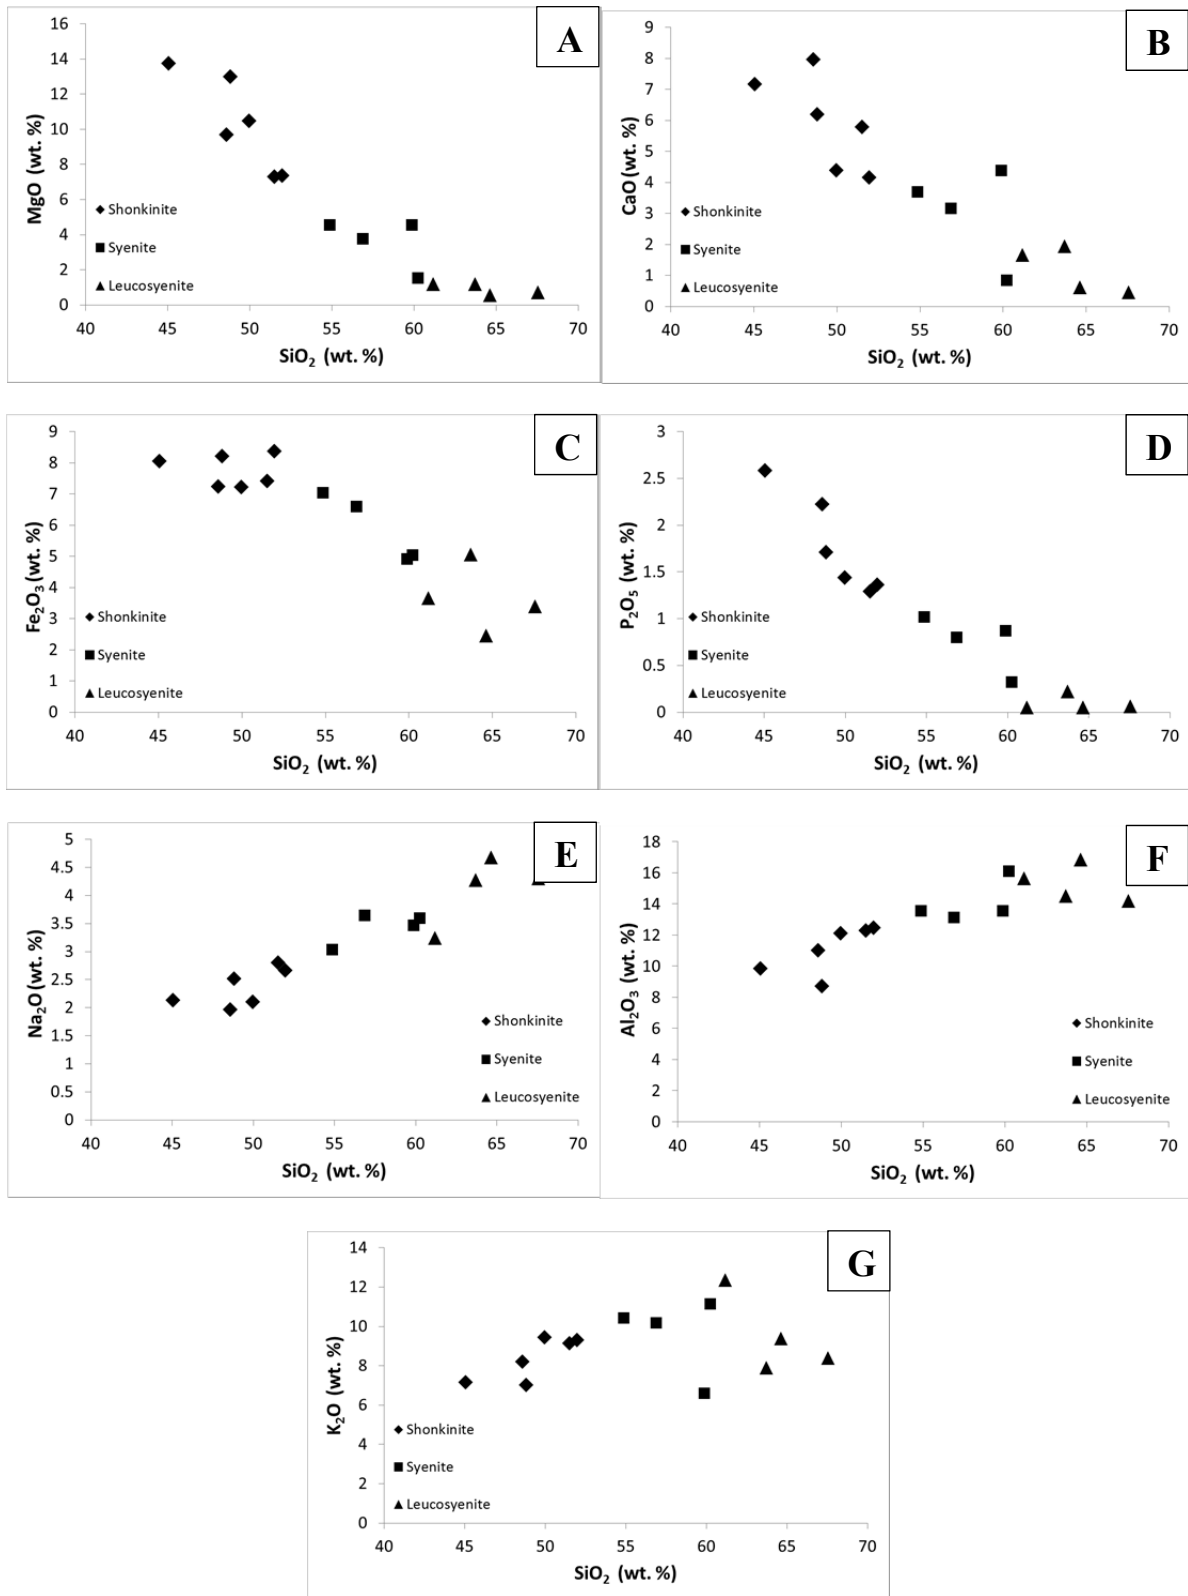 A
16
14
12
10
8
6
4
2
0
MgO (wt. %)
Shonkinite
Syenite
Leucosyenite
40 45 50 55 60 65 70
SiO₂ (wt. %)
B
9
8
7
6
5
4
3
2
1
0
CaO (wt. %)
Shonkinite
Syenite
Leucosyenite
40 45 50 55 60 65 70
SiO₂ (wt. %)
C
9
8
7
6
5
4
3
2
1
0
Fe₂O₃ (wt. %)
Shonkinite
Syenite
Leucosyenite
40 45 50 55 60 65 70
SiO₂ (wt. %)
D
3
2.5
2
1.5
1
0.5
0
P₂O₅ (wt. %)
Shonkinite
Syenite
Leucosyenite
40 45 50 55 60 65 70
SiO₂ (wt. %)
E
5
4.5
4
3.5
3
2.5
2
1.5
1
0.5
0
Na₂O (wt. %)
Shonkinite
Syenite
Leucosyenite
40 45 50 55 60 65 70
SiO₂ (wt. %)
F
18
16
14
12
10
8
6
4
2
0
Al₂O₃ (wt. %)
Shonkinite
Syenite
Leucosyenite
40 45 50 55 60 65 70
SiO₂ (wt. %)
G
14
12
10
8
6
4
2
0
K₂O (wt. %)
Shonkinite
Syenite
Leucosyenite
40 45 50 55 60 65 70
SiO₂ (wt. %)